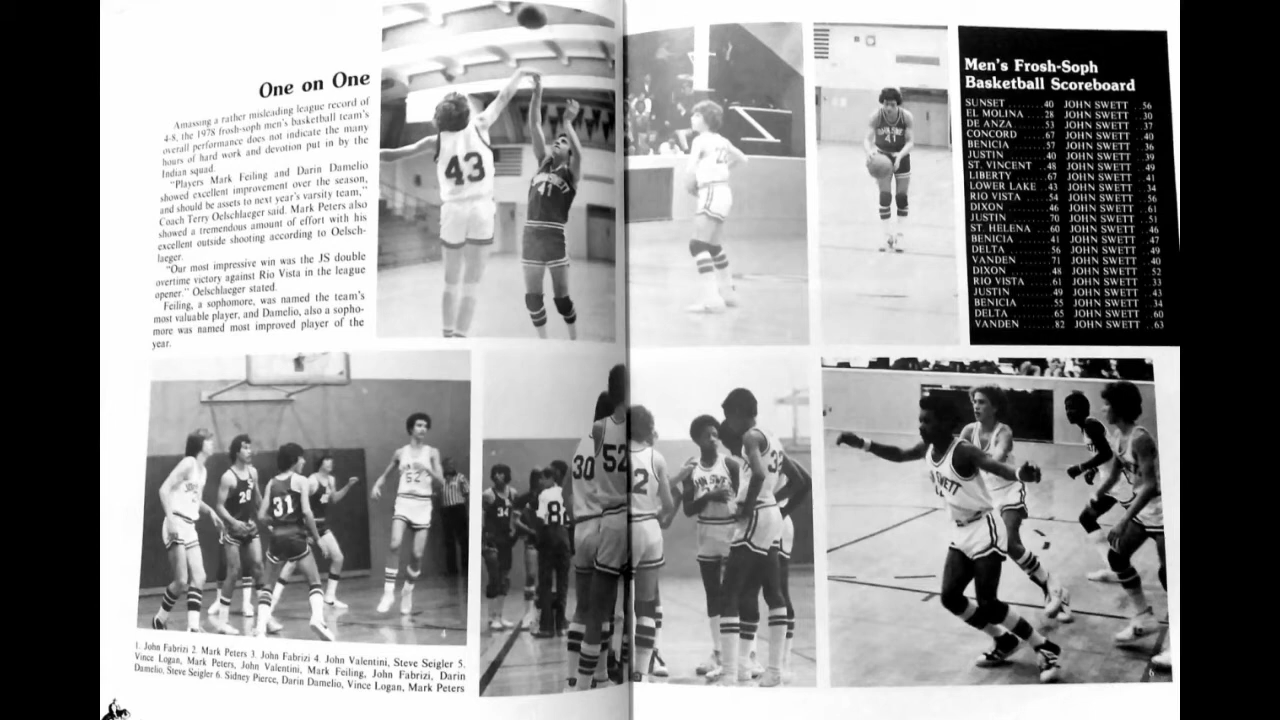 One on One
Amassing a rather misleading league record of
4-8, the 1978 frosh-soph men's basketball team's
overall performance does not indicate the many
hours of hard work and devotion put in by the
Indian squad.
"Players Mark Feiling and Darin Damelio
showed excellent improvement over the season,
and should be assets to next year's varsity team,"
Coach Terry Oelschlaeger said. Mark Peters also
showed a tremendous amount of effort with his
excellent outside shooting according to Oelsch-
laeger.
"Our most impressive win was the JS double
overtime victory against Rio Vista in the league
opener." Oelschlaeger stated.
Feiling, a sophomore, was named the team's
most valuable player, and Damelio, also a sopho-
more was named most improved player of the
year.
43
41
22
41
Men's Frosh-Soph
Basketball Scoreboard
SUNSET ........40 JOHN SWETT ..56
EL MOLINA ....28 JOHN SWETT ..30
DE ANZA .......53 JOHN SWETT ..37
CONCORD ......67 JOHN SWETT ..40
BENICIA ........57 JOHN SWETT ..36
JUSTIN .........40 JOHN SWETT ..39
ST. VINCENT ...48 JOHN SWETT ..49
LIBERTY ........67 JOHN SWETT ..41
LOWER LAKE ..43 JOHN SWETT ..34
RIO VISTA ......54 JOHN SWETT ..56
DIXON ..........46 JOHN SWETT ..61
JUSTIN .........70 JOHN SWETT ..51
ST. HELENA ....60 JOHN SWETT ..46
BENICIA ........41 JOHN SWETT ..47
DELTA ..........56 JOHN SWETT ..49
VANDEN ........71 JOHN SWETT ..40
DIXON ..........48 JOHN SWETT ..52
RIO VISTA ......61 JOHN SWETT ..33
JUSTIN .........49 JOHN SWETT ..43
BENICIA ........55 JOHN SWETT ..34
DELTA ..........65 JOHN SWETT ..60
VANDEN ........82 JOHN SWETT ..63
20
31
52
4
34
8
30
52
2
JOHN SWETT
SWETT
6
1. John Fabrizi 2. Mark Peters 3. John Fabrizi 4. John Valentini, Steve Seigler 5.
Vince Logan, Mark Peters, John Valentini, Mark Feiling, John Fabrizi, Darin
Damelio, Steve Seigler 6. Sidney Pierce, Darin Damelio, Vince Logan, Mark Peters